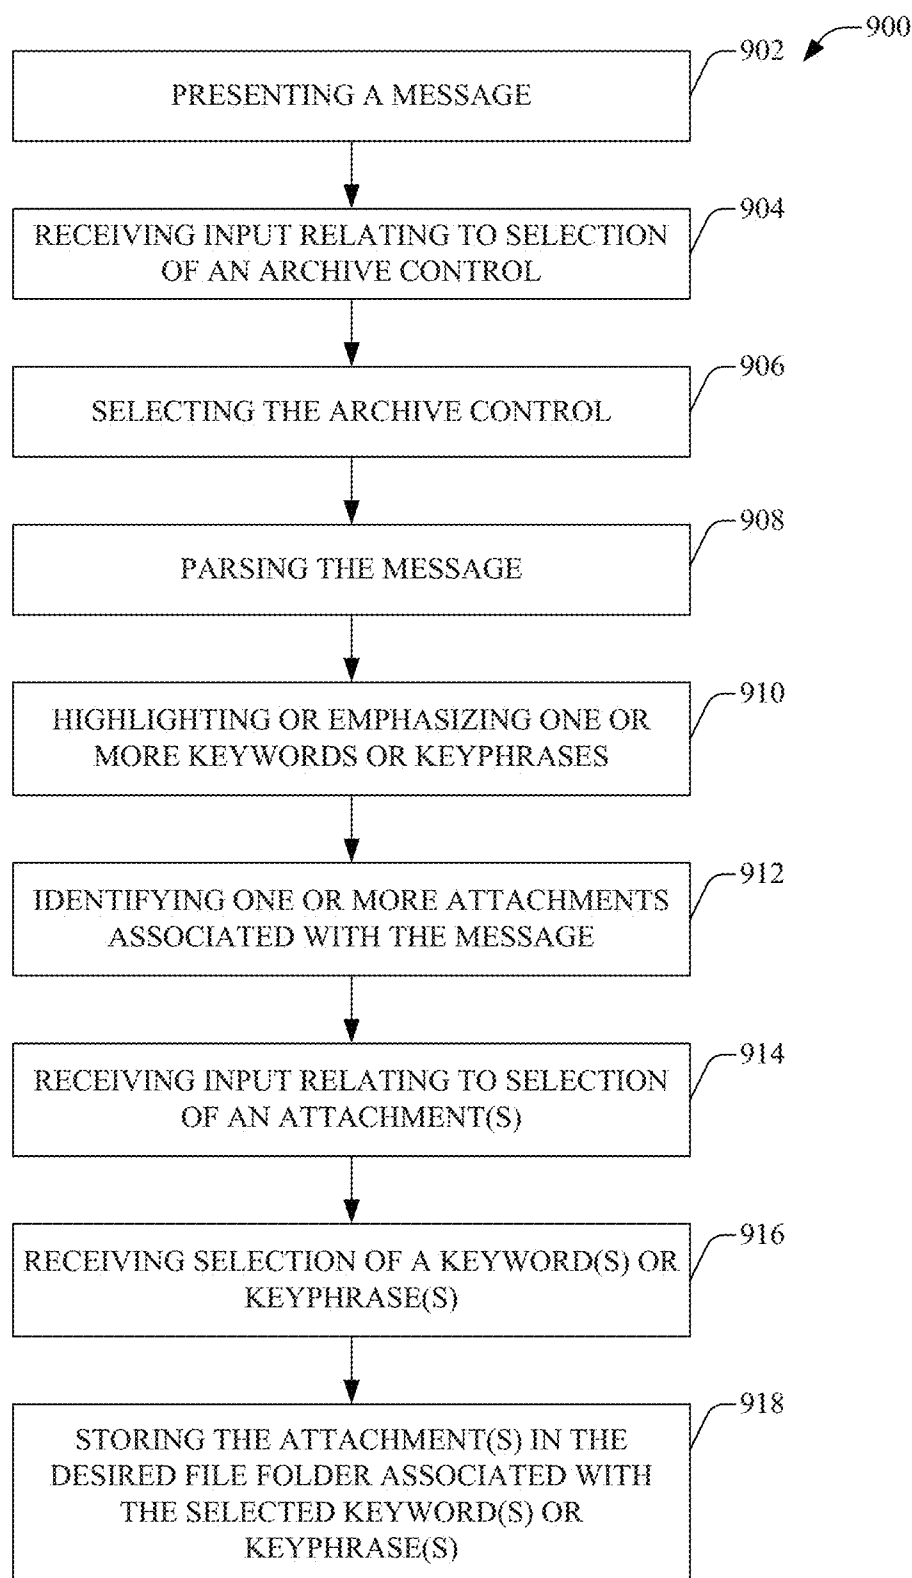 900
902
PRESENTING A MESSAGE
904
RECEIVING INPUT RELATING TO SELECTION
OF AN ARCHIVE CONTROL
906
SELECTING THE ARCHIVE CONTROL
908
PARSING THE MESSAGE
910
HIGHLIGHTING OR EMPHASIZING ONE OR
MORE KEYWORDS OR KEYPHRASES
912
IDENTIFYING ONE OR MORE ATTACHMENTS
ASSOCIATED WITH THE MESSAGE
914
RECEIVING INPUT RELATING TO SELECTION
OF AN ATTACHMENT(S)
916
RECEIVING SELECTION OF A KEYWORD(S) OR
KEYPHRASE(S)
918
STORING THE ATTACHMENT(S) IN THE
DESIRED FILE FOLDER ASSOCIATED WITH
THE SELECTED KEYWORD(S) OR
KEYPHRASE(S)